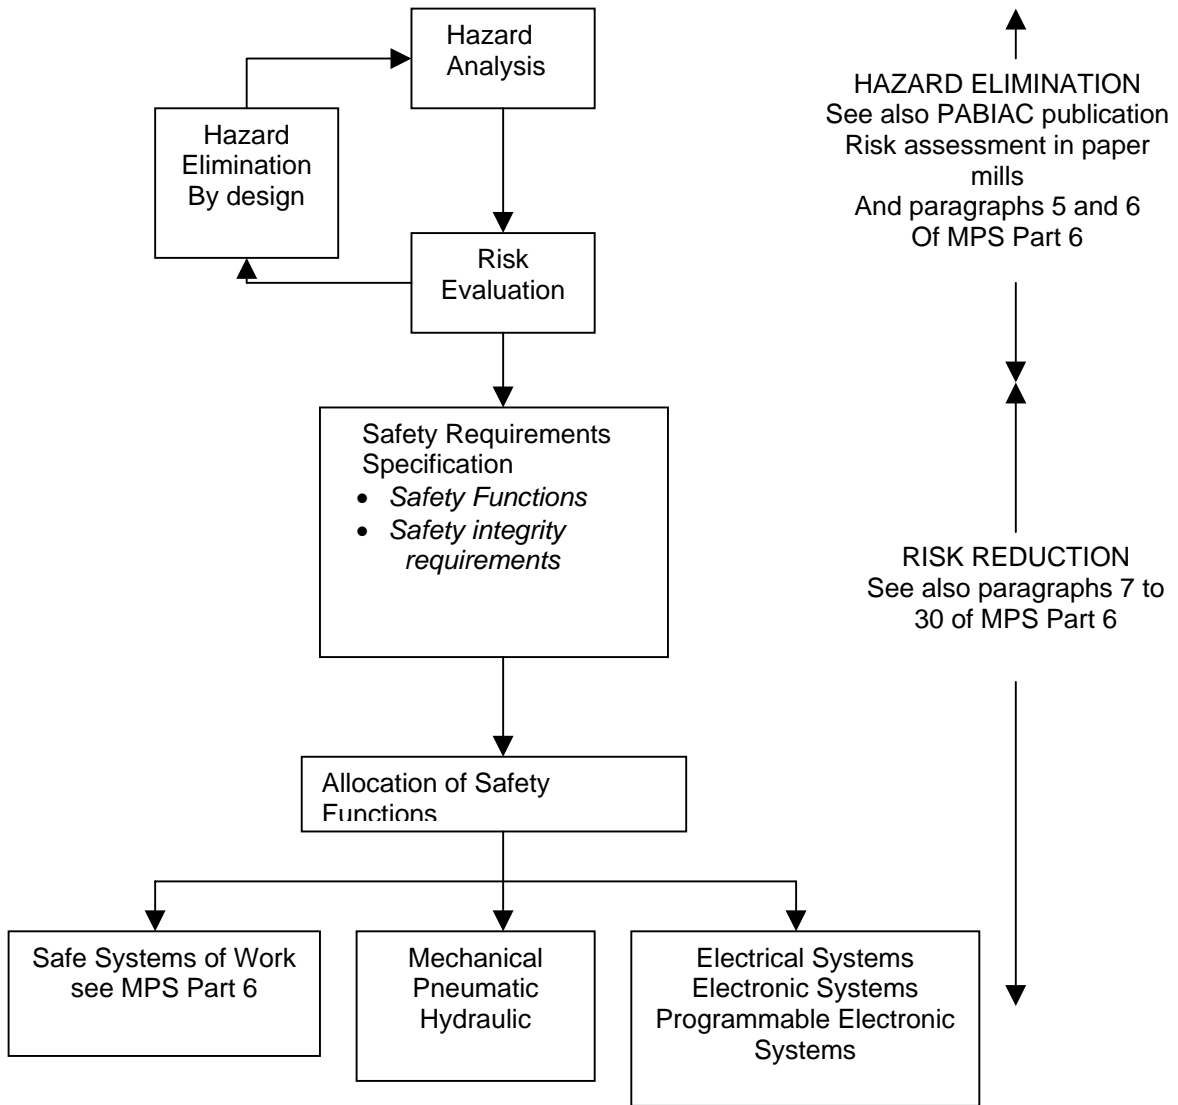 Hazard
Analysis
HAZARD ELIMINATION
See also PABIAC publication
Risk assessment in paper
mills
And paragraphs 5 and 6
Of MPS Part 6
Hazard
Elimination
By design
Risk
Evaluation
Safety Requirements
Specification
• Safety Functions
• Safety integrity
requirements
RISK REDUCTION
See also paragraphs 7 to
30 of MPS Part 6
Allocation of Safety
Functions
Safe Systems of Work
see MPS Part 6
Mechanical
Pneumatic
Hydraulic
Electrical Systems
Electronic Systems
Programmable Electronic
Systems